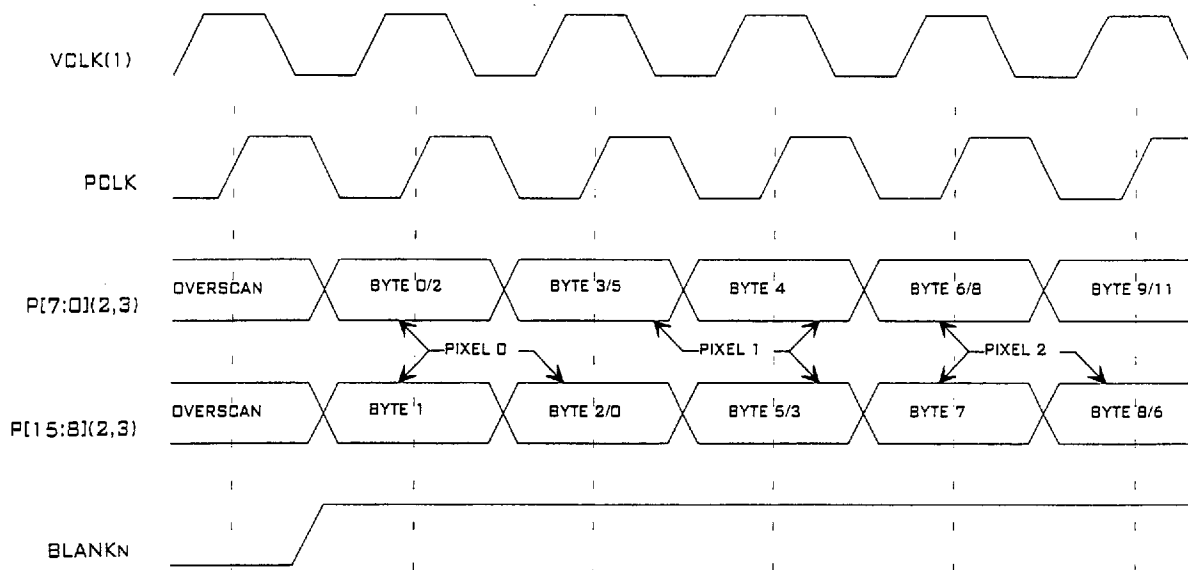 VCLK(1)
PCLK
P[7:0](2,3) OVERSCAN BYTE 0/2 BYTE 3/5 BYTE 4 BYTE 6/8 BYTE 9/11
PIXEL 0 PIXEL 1 PIXEL 2
P[15:8](2,3) OVERSCAN BYTE 1 BYTE 2/0 BYTE 5/3 BYTE 7 BYTE 8/6
BLANKN